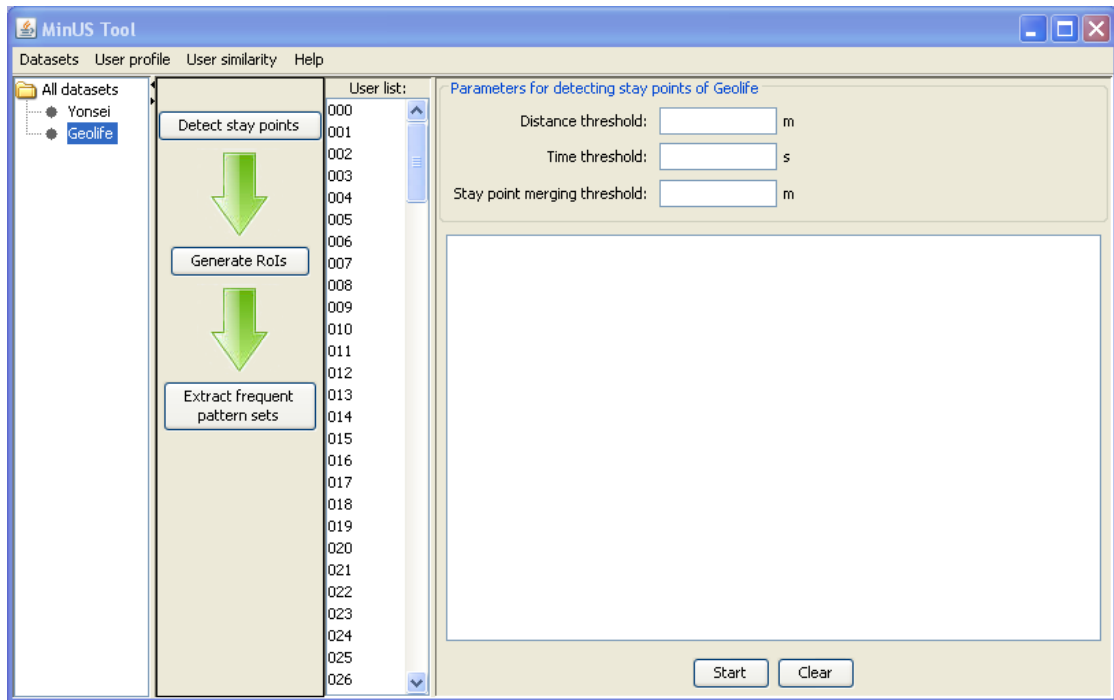 MinUS Tool
Datasets User profile User similarity Help
All datasets
Yonsei
Geolife
Detect stay points
Generate RoIs
Extract frequent
pattern sets
User list:
000
001
002
003
004
005
006
007
008
009
010
011
012
013
014
015
016
017
018
019
020
021
022
023
024
025
026
Parameters for detecting stay points of Geolife
Distance threshold: m
Time threshold: s
Stay point merging threshold: m
Start Clear